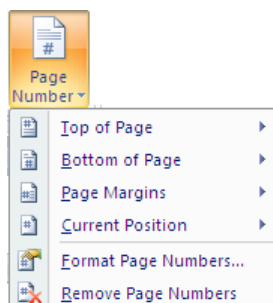 Page
Number
Top of Page
Bottom of Page
Page Margins
Current Position
Format Page Numbers...
Remove Page Numbers